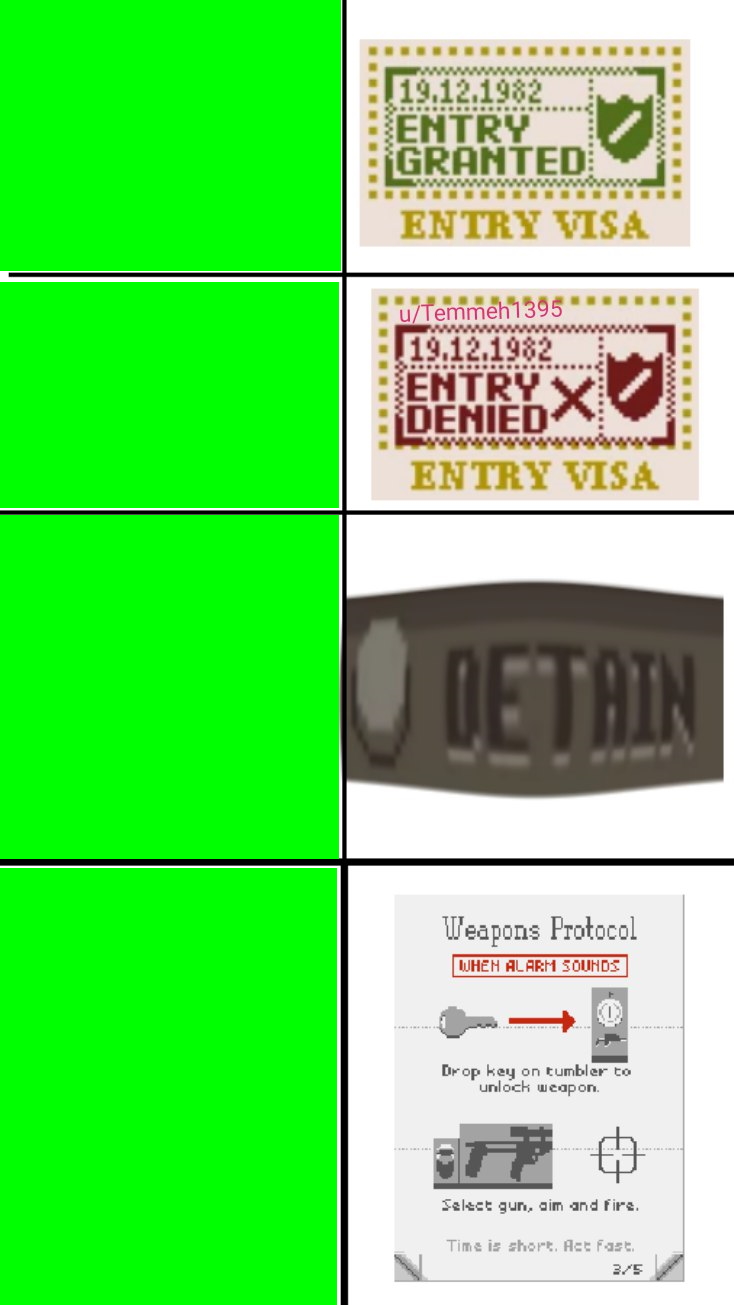 19.12.1982
ENTRY
GRANTED
ENTRY VISA
u/Temmeh1395
19.12.1982
ENTRY
DENIED
ENTRY VISA
DETAIN
Weapons Protocol
WHEN ALARM SOUNDS
Drop key on tumbler to
unlock weapon.
Select gun, aim and fire.
Time is short. Act fast.
3/5